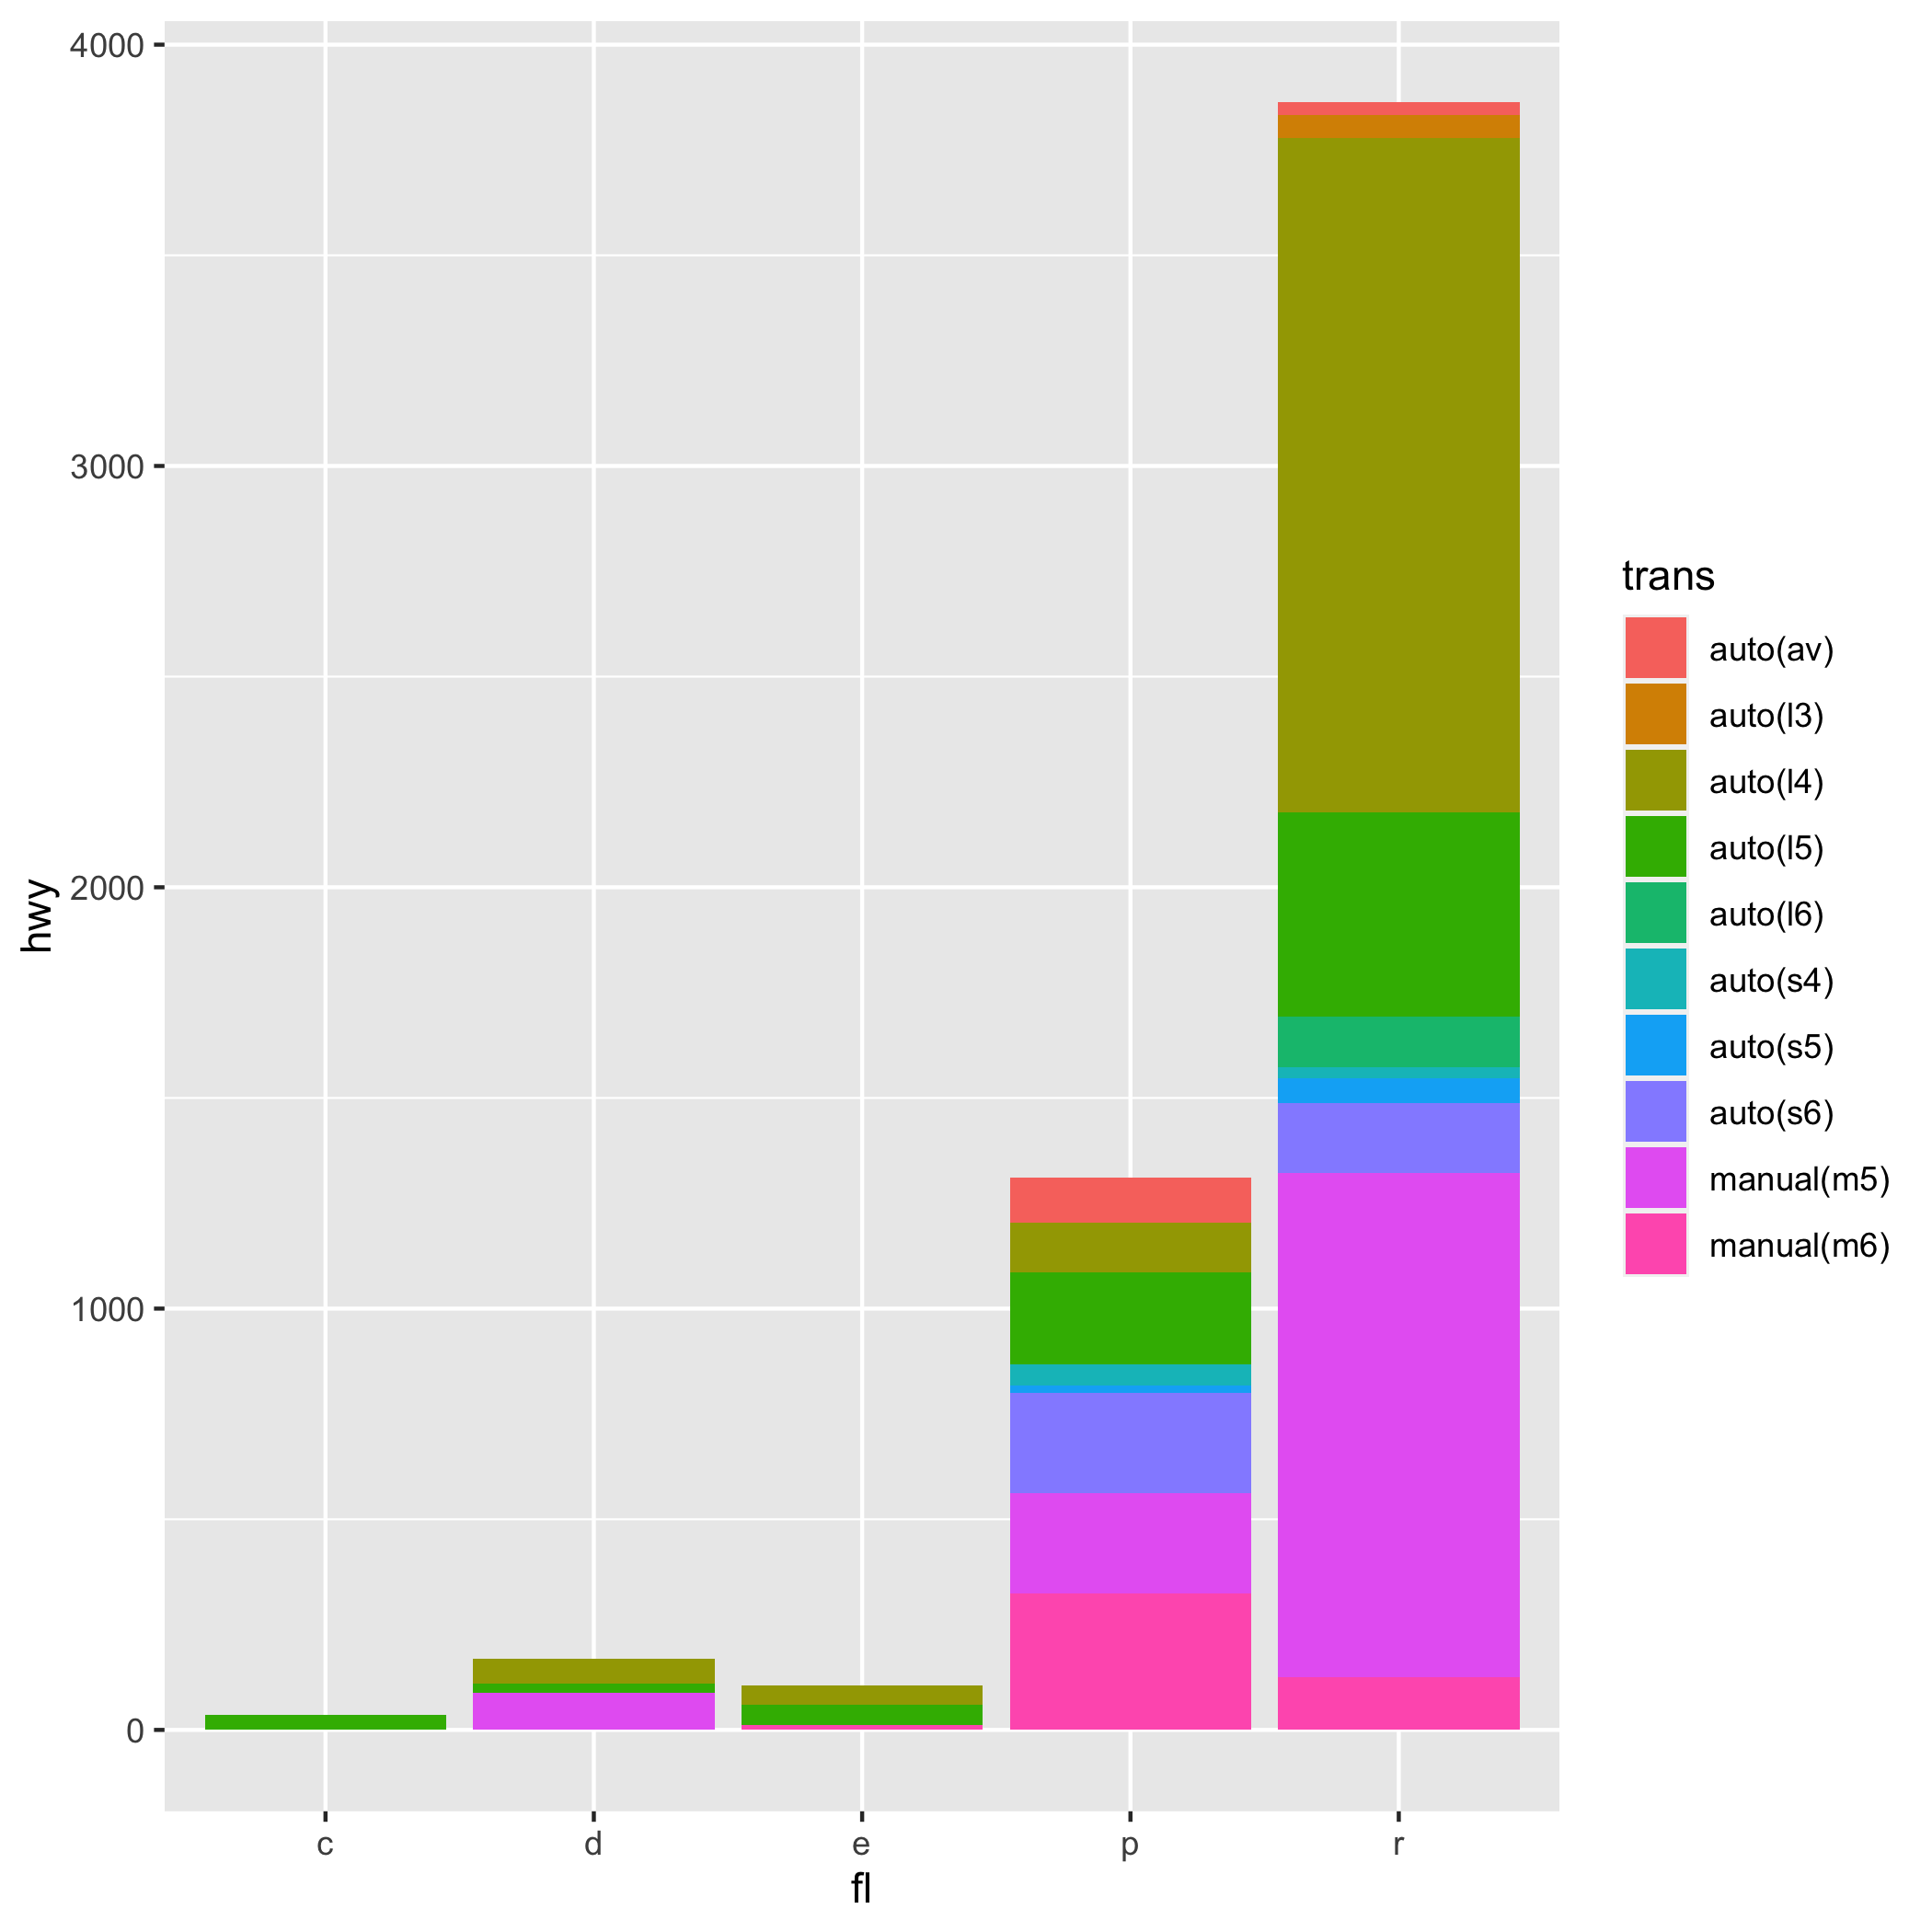 4000
3000
2000
1000
0
hwy
c d e p r
fl
trans
auto(av)
auto(l3)
auto(l4)
auto(l5)
auto(l6)
auto(s4)
auto(s5)
auto(s6)
manual(m5)
manual(m6)